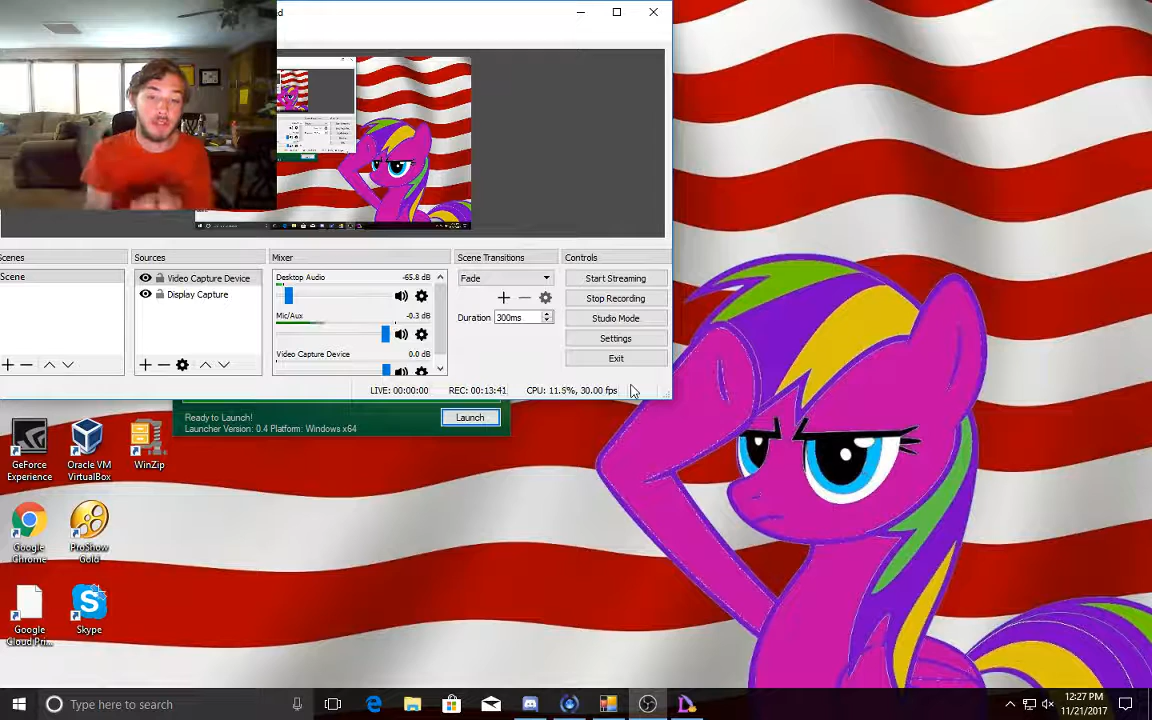 ed
Scenes
Sources
Mixer
Scene Transitions
Controls
Scene
Video Capture Device
Display Capture
Desktop Audio
-65.8 dB
Mic/Aux
-0.3 dB
Video Capture Device
0.0 dB
Fade
Duration 300ms
Start Streaming
Stop Recording
Studio Mode
Settings
Exit
LIVE: 00:00:00
REC: 00:13:41
CPU: 11.5%, 30.00 fps
Ready to Launch!
Launcher Version: 0.4 Platform: Windows x64
Launch
GeForce
Experience
Oracle VM
VirtualBox
WinZip
Google
Chrome
ProShow
Gold
Google
Cloud Pri...
Skype
Type here to search
12:27 PM
11/21/2017